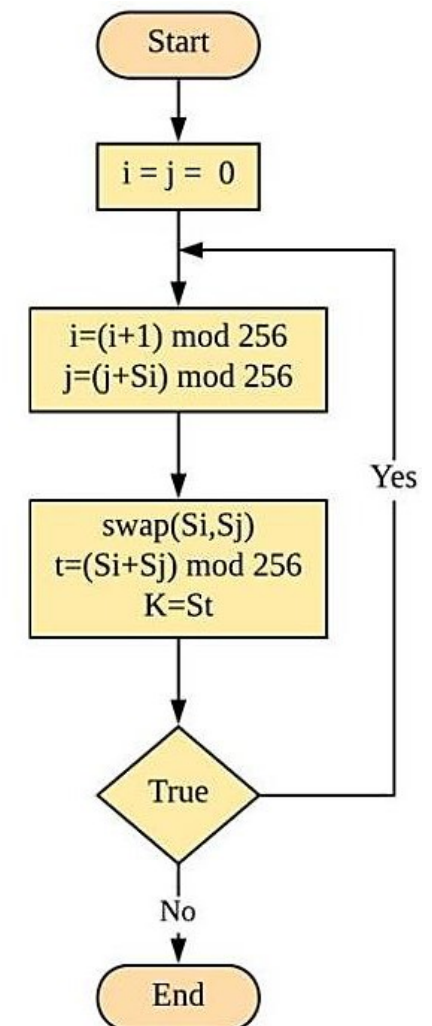 Start
i = j = 0
i=(i+1) mod 256
j=(j+Si) mod 256
Yes
swap(Si,Sj)
t=(Si+Sj) mod 256
K=St
True
No
End